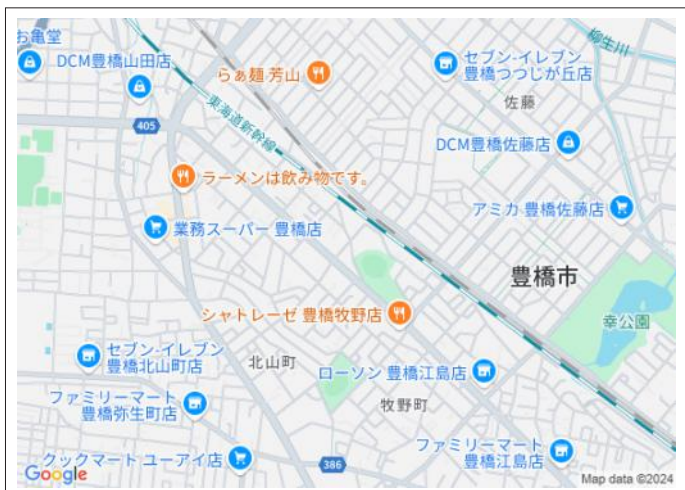 お亀堂
DCM豊橋山田店
らぁ麺 芳山
セブン-イレブン
豊橋つつじが丘店
柳生川
佐藤
東海道新幹線
405
DCM豊橋佐藤店
ラーメンは飲み物です。
アミカ 豊橋佐藤店
業務スーパー 豊橋店
豊橋市
シャトレーゼ 豊橋牧野店
幸公園
セブン-イレブン
豊橋北山町店
北山町
ローソン 豊橋江島店
ファミリーマート
豊橋弥生町店
牧野町
クックマート ユーアイ店
386
ファミリーマート
豊橋江島店
Google
Map data ©2024